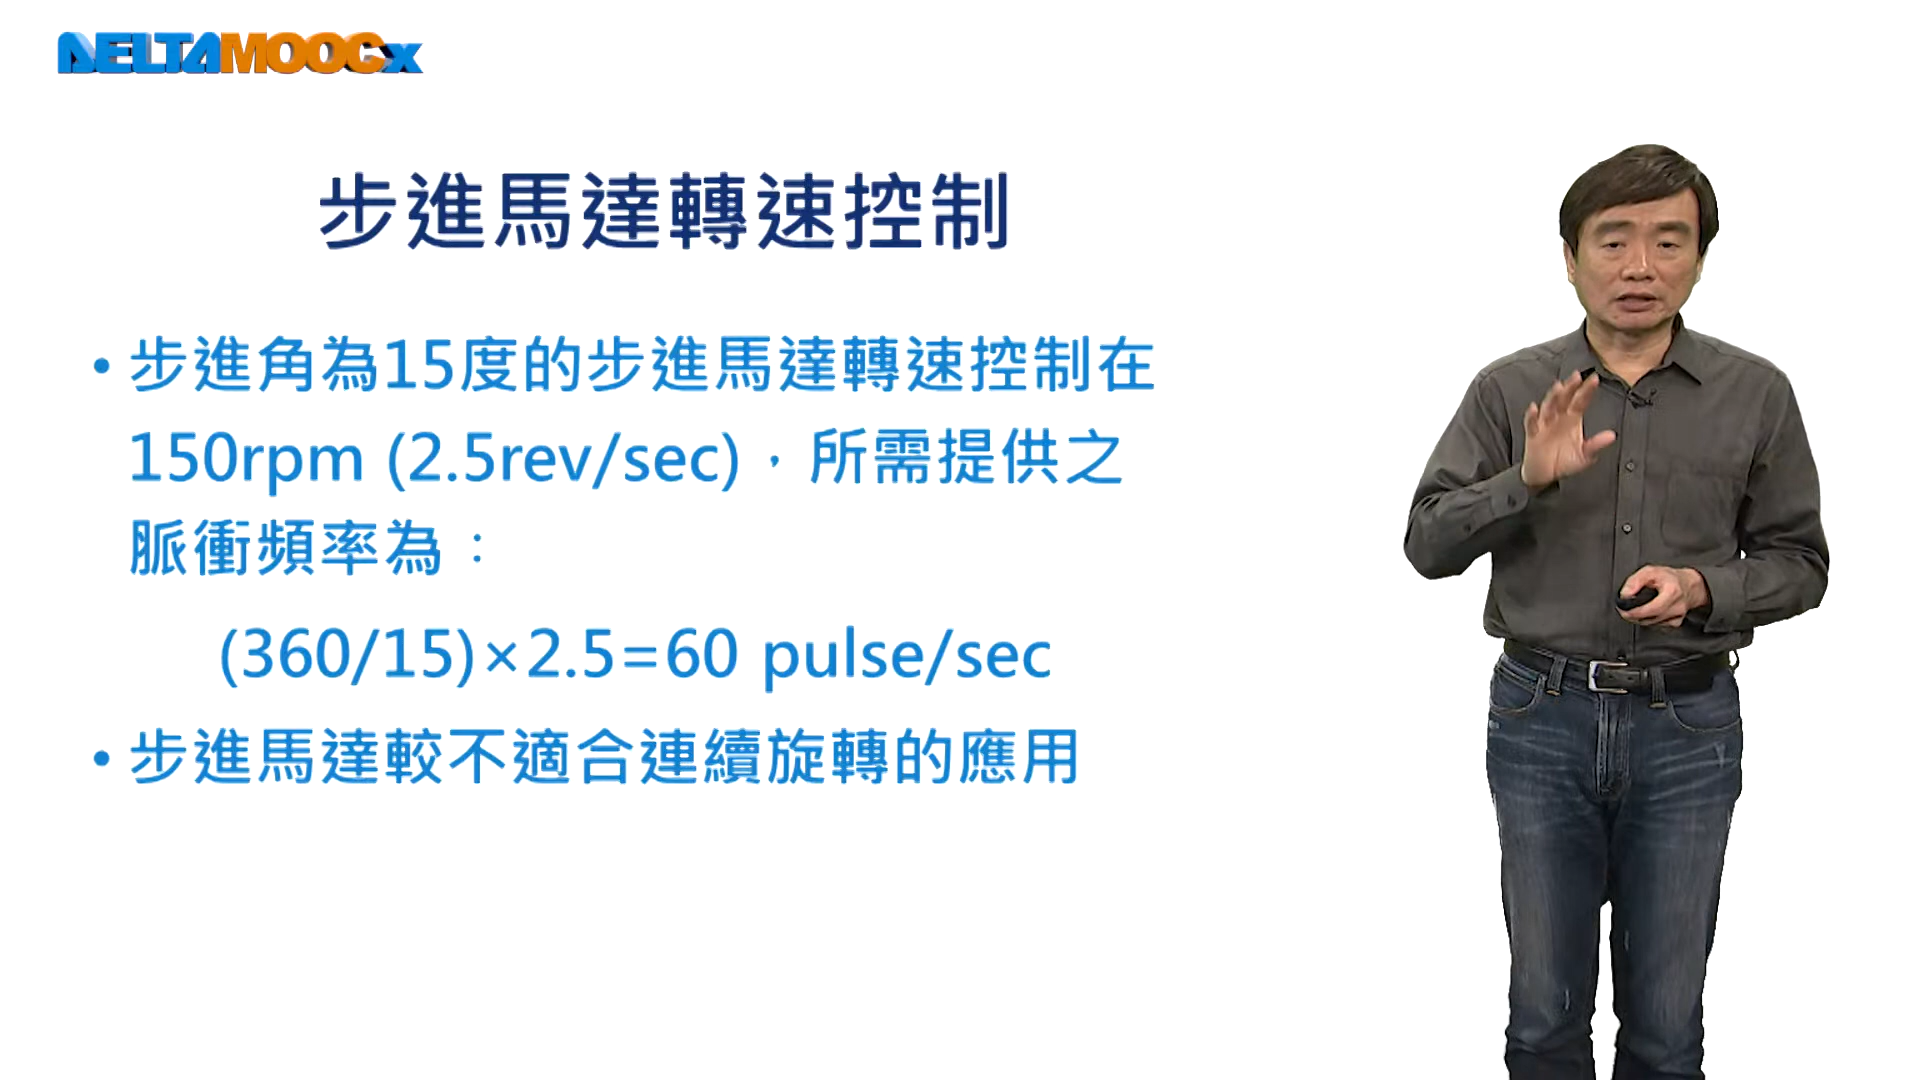 DELTAMOOCx
步進馬達轉速控制
• 步進角為15度的步進馬達轉速控制在
150rpm (2.5rev/sec)，所需提供之
脈衝頻率為：
(360/15)×2.5=60 pulse/sec
• 步進馬達較不適合連續旋轉的應用